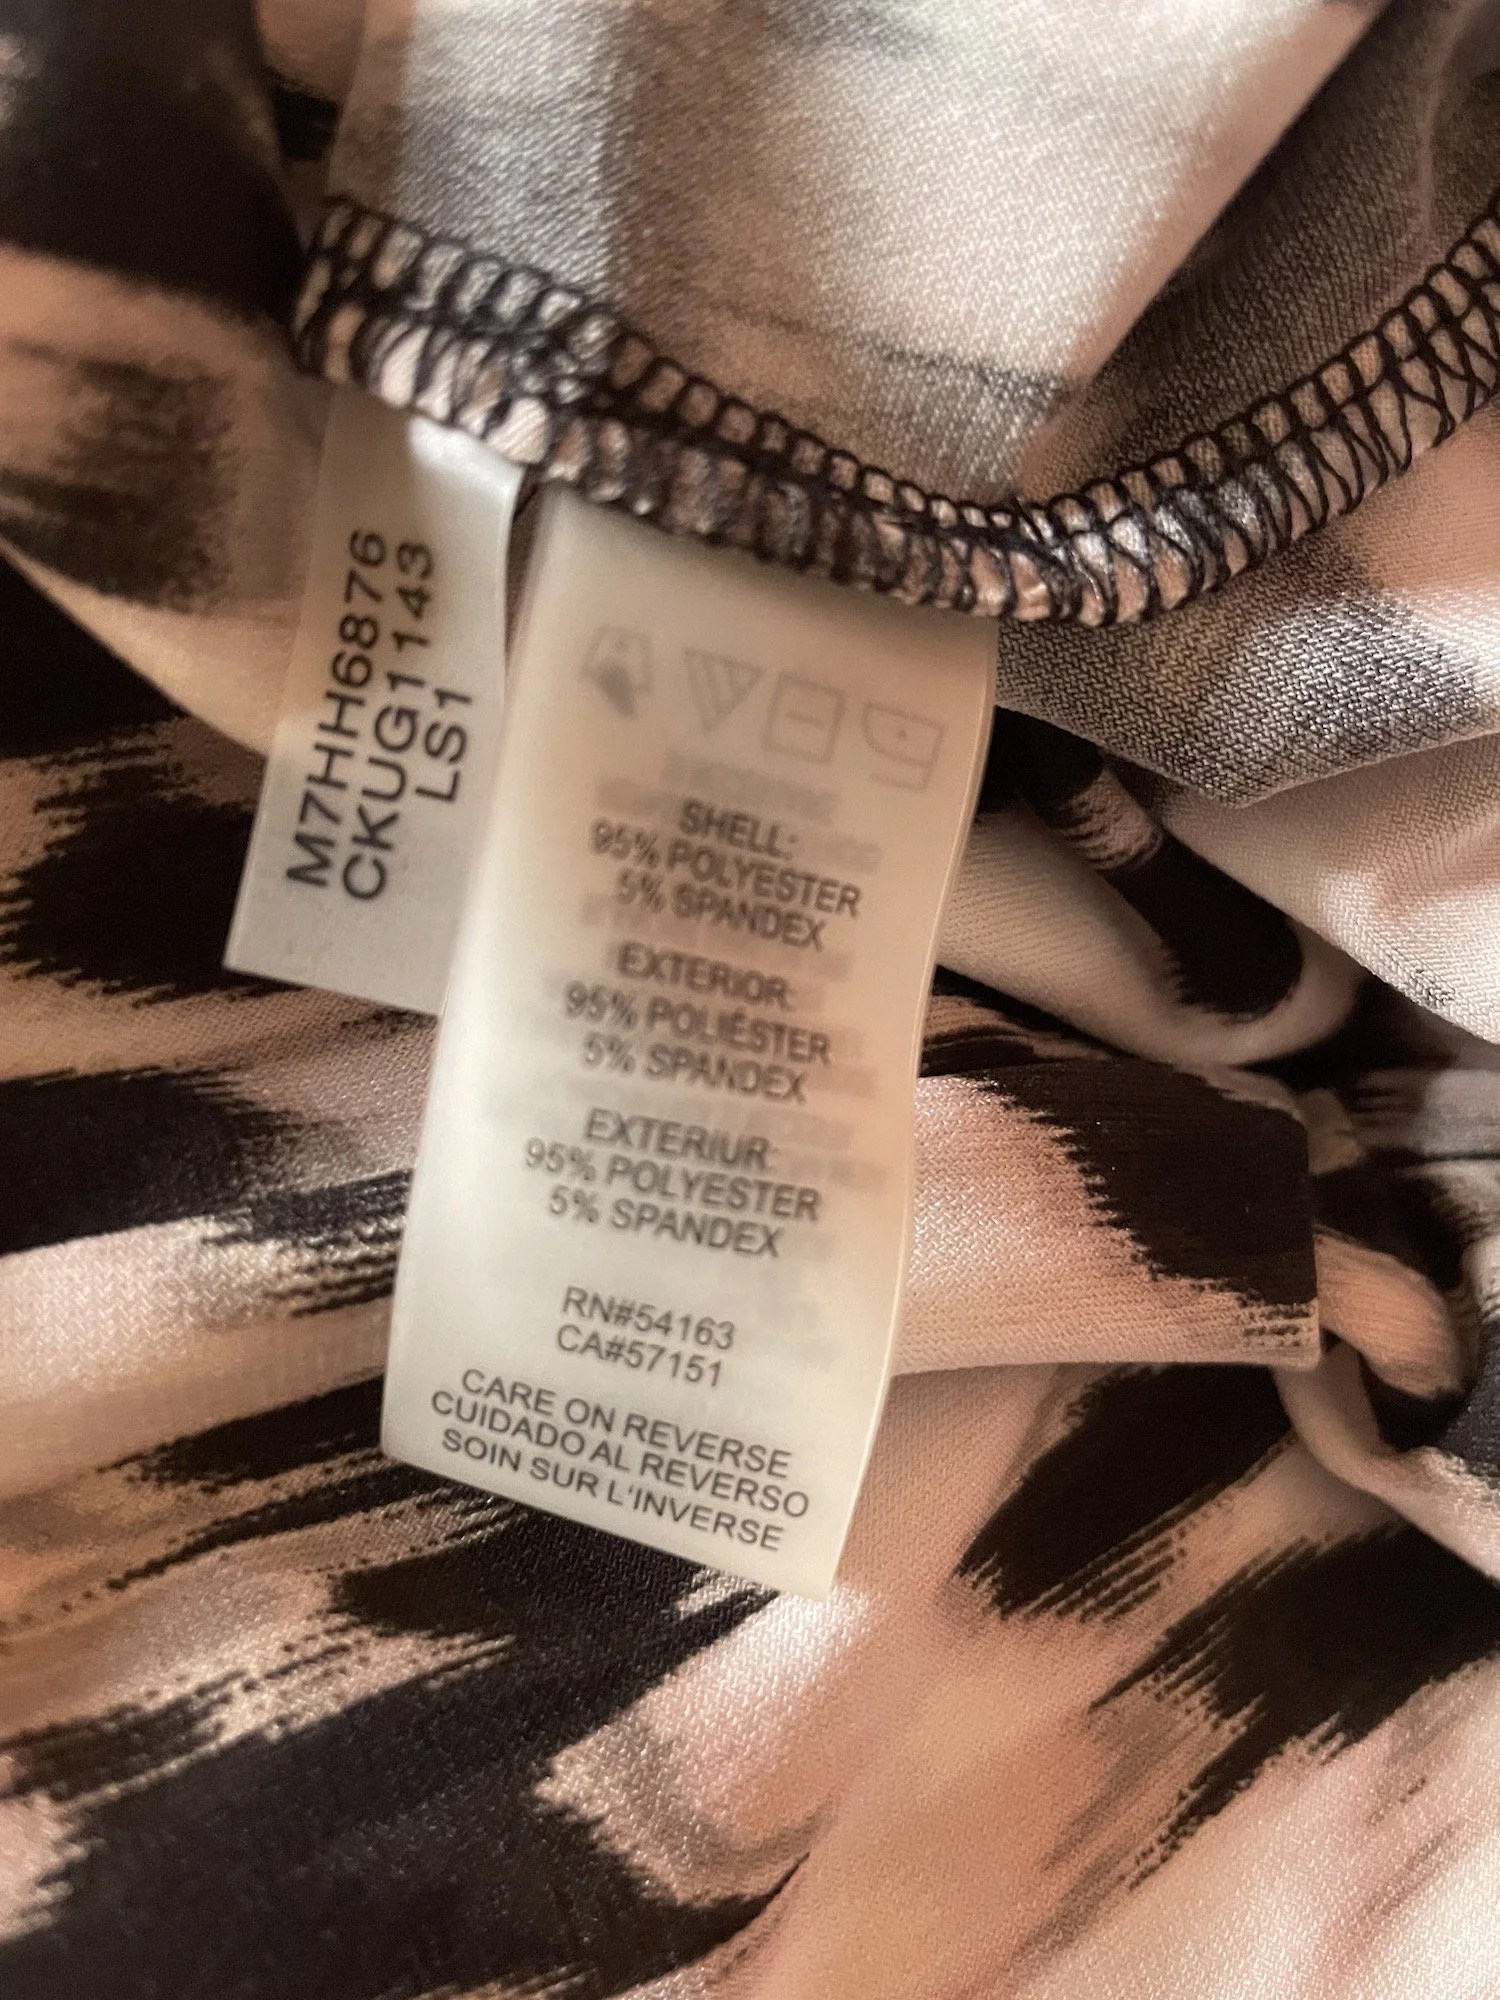 M7HH6876
CKUG1143
LS1
SHELL:
95% POLYESTER
5% SPANDEX
EXTERIOR:
95% POLIÉSTER
5% SPANDEX
EXTERIUR:
95% POLYESTER
5% SPANDEX
RN#54163
CA#57151
CARE ON REVERSE
CUIDADO AL REVERSO
SOIN SUR L'INVERSE